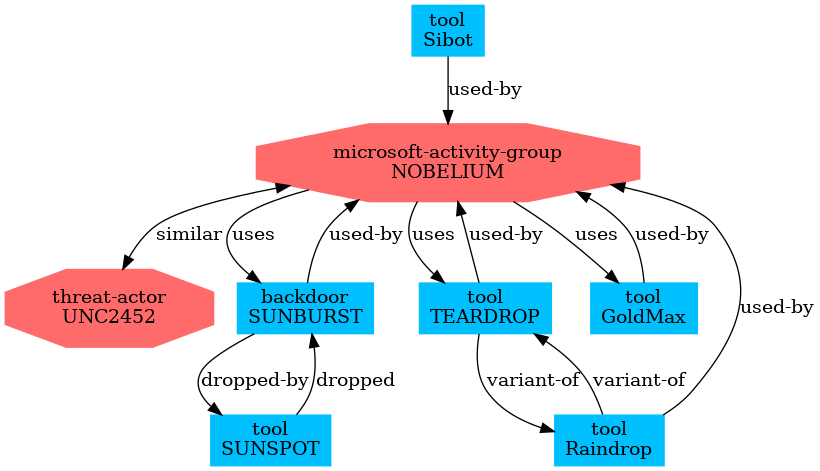 tool
Sibot
used-by
microsoft-activity-group
NOBELIUM
similar
uses
used-by
uses
used-by
uses
used-by
threat-actor
UNC2452
backdoor
SUNBURST
tool
TEARDROP
tool
GoldMax
used-by
dropped-by
dropped
variant-of
variant-of
tool
SUNSPOT
tool
Raindrop